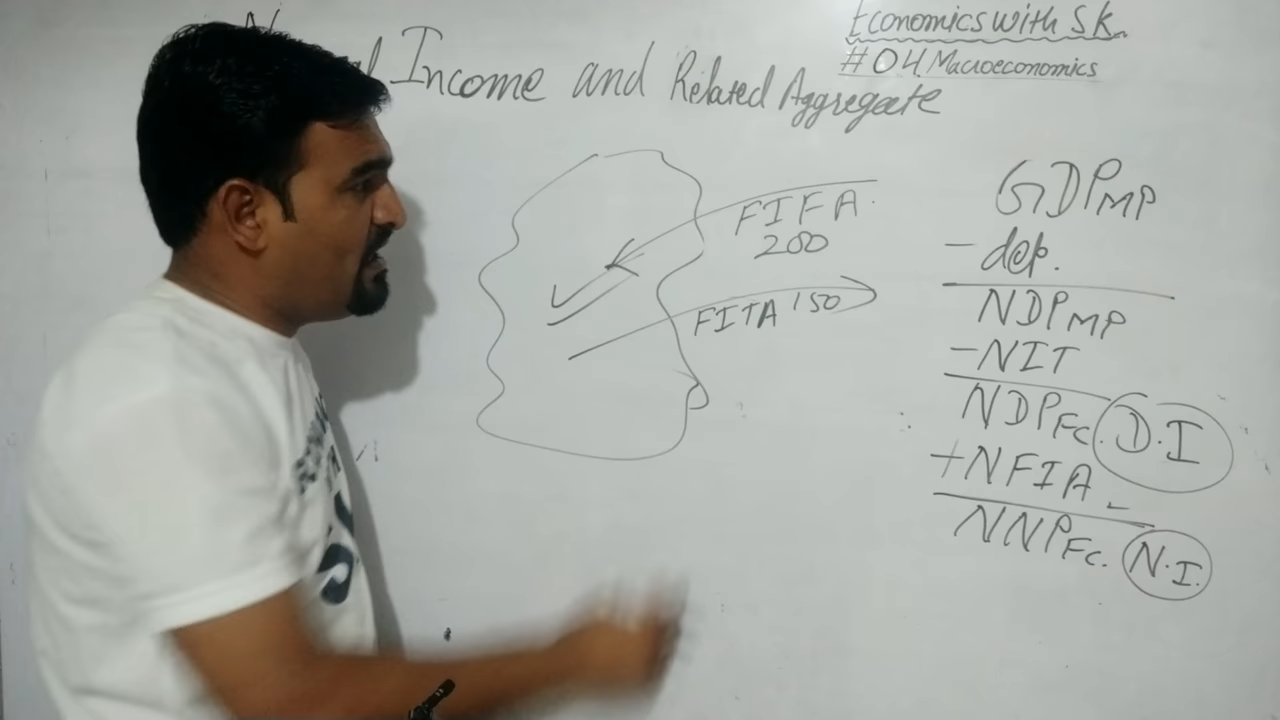 Economics with S.K.
#04 Macroeconomics
Income and Related Aggregate
FIFA
200
FITA 150
GDPMP
- dep.
NDPMP
-NIT
NDPFC. D.I
+NFIA
NNPFC. N.I.